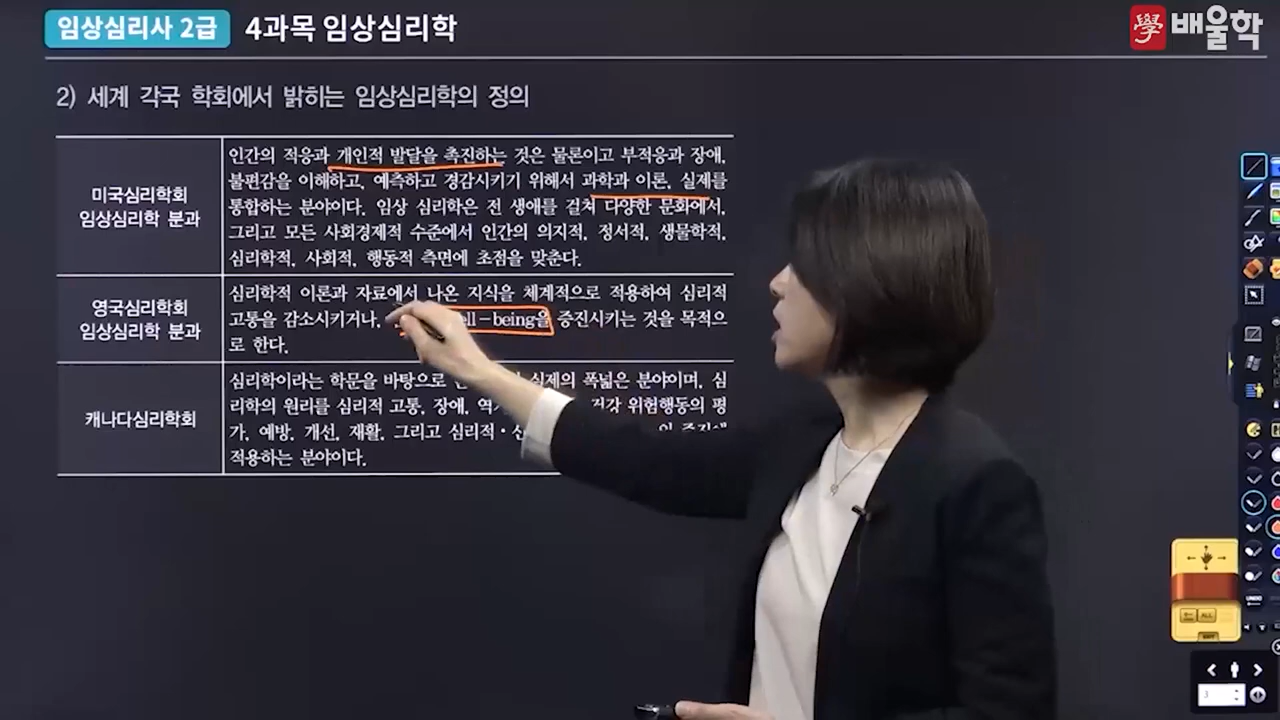 임상심리사 2급 4과목 임상심리학
學 배울학
2) 세계 각국 학회에서 밝히는 임상심리학의 정의
미국심리학회
임상심리학 분과
인간의 적응과 개인적 발달을 촉진하는 것은 물론이고 부적응과 장애,
불편감을 이해하고, 예측하고 경감시키기 위해서 과학과 이론, 실제를
통합하는 분야이다. 임상 심리학은 전 생애를 걸쳐 다양한 문화에서,
그리고 모든 사회경제적 수준에서 인간의 의지적, 정서적, 생물학적,
심리학적, 사회적, 행동적 측면에 초점을 맞춘다.
영국심리학회
임상심리학 분과
심리학적 이론과 자료에서 나온 지식을 체계적으로 적용하여 심리적
고통을 감소시키거나, ell-being을 증진시키는 것을 목적으
로 한다.
캐나다심리학회
심리학이라는 학문을 바탕으로 실제의 폭넓은 분야이며, 심
리학의 원리를 심리적 고통, 장애, 건강 위험행동의 평
가, 예방, 개선, 재활, 그리고 심리적·
적용하는 분야이다.
ALL
UNDO
3